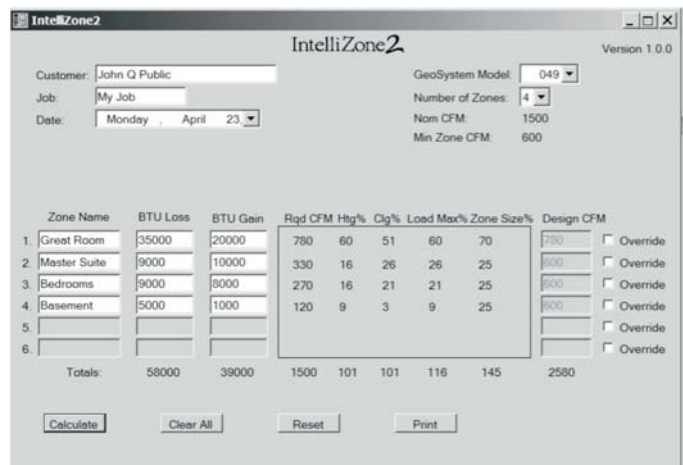 IntelliZone2
IntelliZone2
Version 1.0.0
Customer: John Q Public
GeoSystem Model: 049
Job: My Job
Number of Zones: 4
Date: Monday , April 23,
Nom CFM: 1500
Min Zone CFM: 600
Zone Name BTU Loss BTU Gain Rqd CFM Htg% Clg% Load Max% Zone Size% Design CFM
1. Great Room 35000 20000 780 60 51 60 70 780 Override
2. Master Suite 9000 10000 330 16 26 26 25 600 Override
3. Bedrooms 9000 8000 270 16 21 21 25 600 Override
4. Basement 5000 1000 120 9 3 9 25 600 Override
5. Override
6. Override
Totals: 58000 39000 1500 101 101 116 145 2580
Calculate Clear All Reset Print